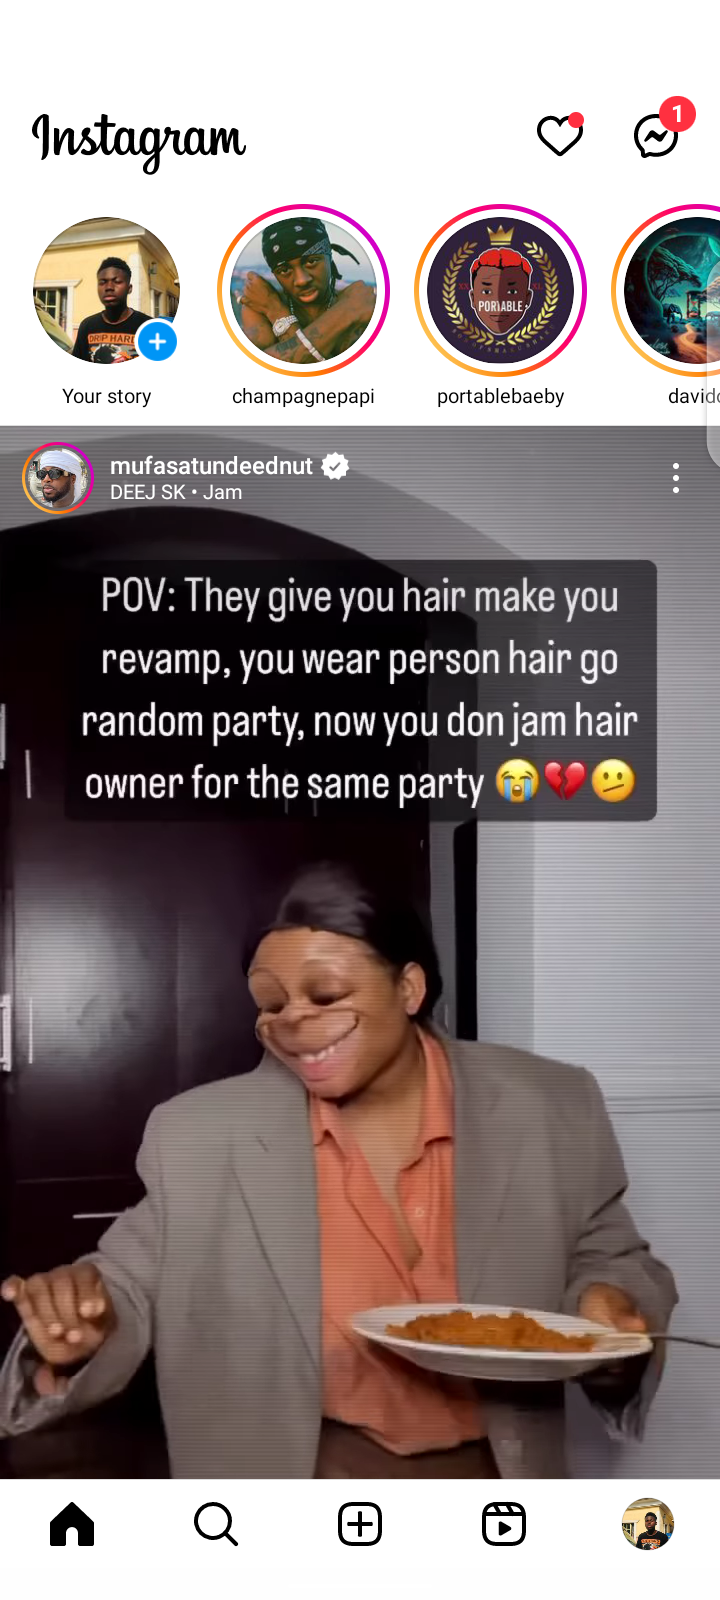 Instagram
1
DRIP HARD
PORTABLE
Your story
champagnepapi
portablebaeby
davido
mufasatundeednut
DEEJ SK • Jam
POV: They give you hair make you
revamp, you wear person hair go
random party, now you don jam hair
owner for the same party 😭💔🫤